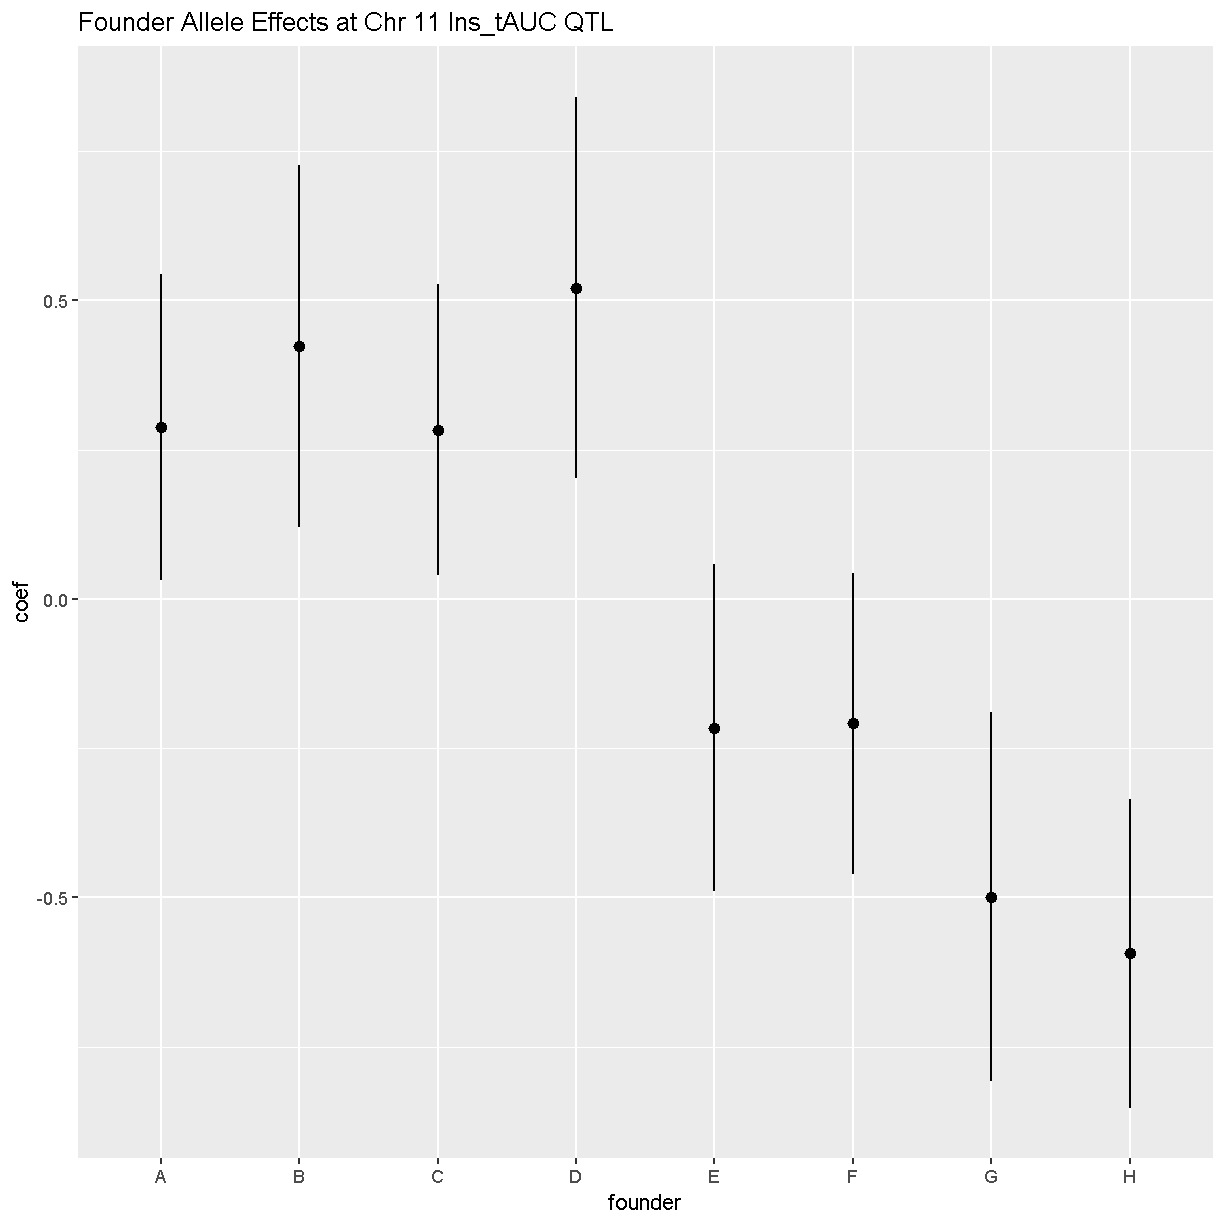 Founder Allele Effects at Chr 11 Ins_tAUC QTL
0.5
0.0
-0.5
coef
A B C D E F G H
founder